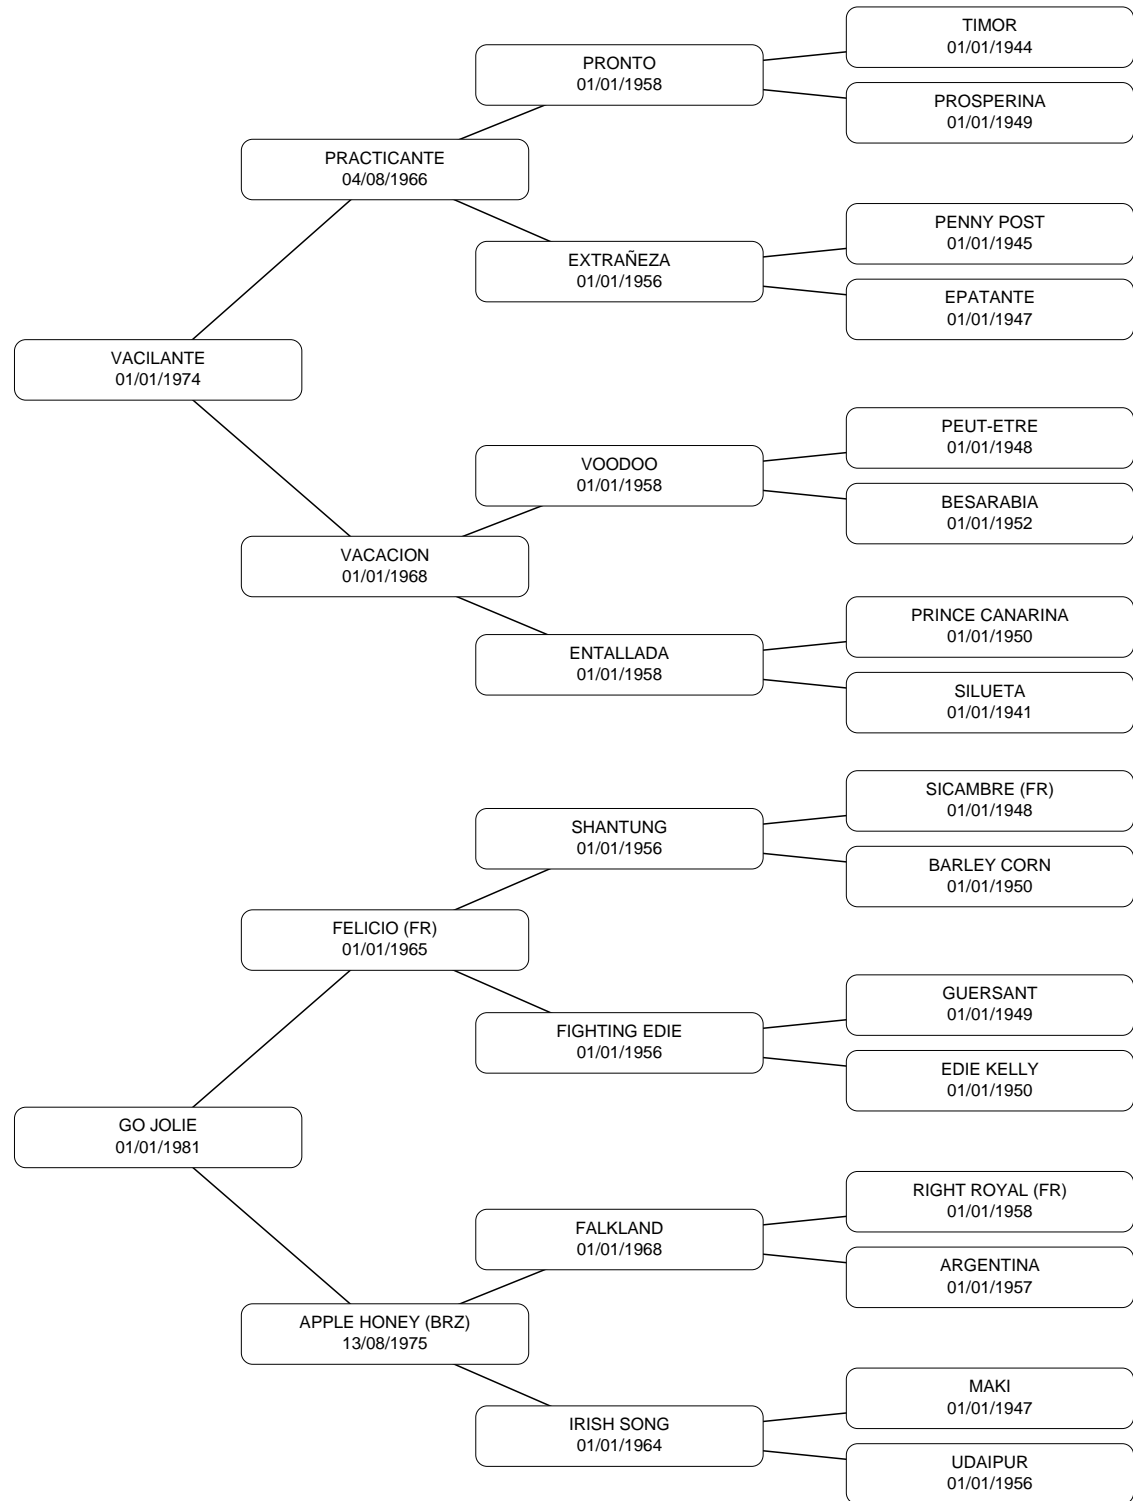 TIMOR
01/01/1944
PRONTO
01/01/1958
PROSPERINA
01/01/1949
PRACTICANTE
04/08/1966
PENNY POST
01/01/1945
EXTRAÑEZA
01/01/1956
EPATANTE
01/01/1947
VACILANTE
01/01/1974
PEUT-ETRE
01/01/1948
VOODOO
01/01/1958
BESARABIA
01/01/1952
VACACION
01/01/1968
PRINCE CANARINA
01/01/1950
ENTALLADA
01/01/1958
SILUETA
01/01/1941
SICAMBRE (FR)
01/01/1948
SHANTUNG
01/01/1956
BARLEY CORN
01/01/1950
FELICIO (FR)
01/01/1965
GUERSANT
01/01/1949
FIGHTING EDIE
01/01/1956
EDIE KELLY
01/01/1950
GO JOLIE
01/01/1981
RIGHT ROYAL (FR)
01/01/1958
FALKLAND
01/01/1968
ARGENTINA
01/01/1957
APPLE HONEY (BRZ)
13/08/1975
MAKI
01/01/1947
IRISH SONG
01/01/1964
UDAIPUR
01/01/1956